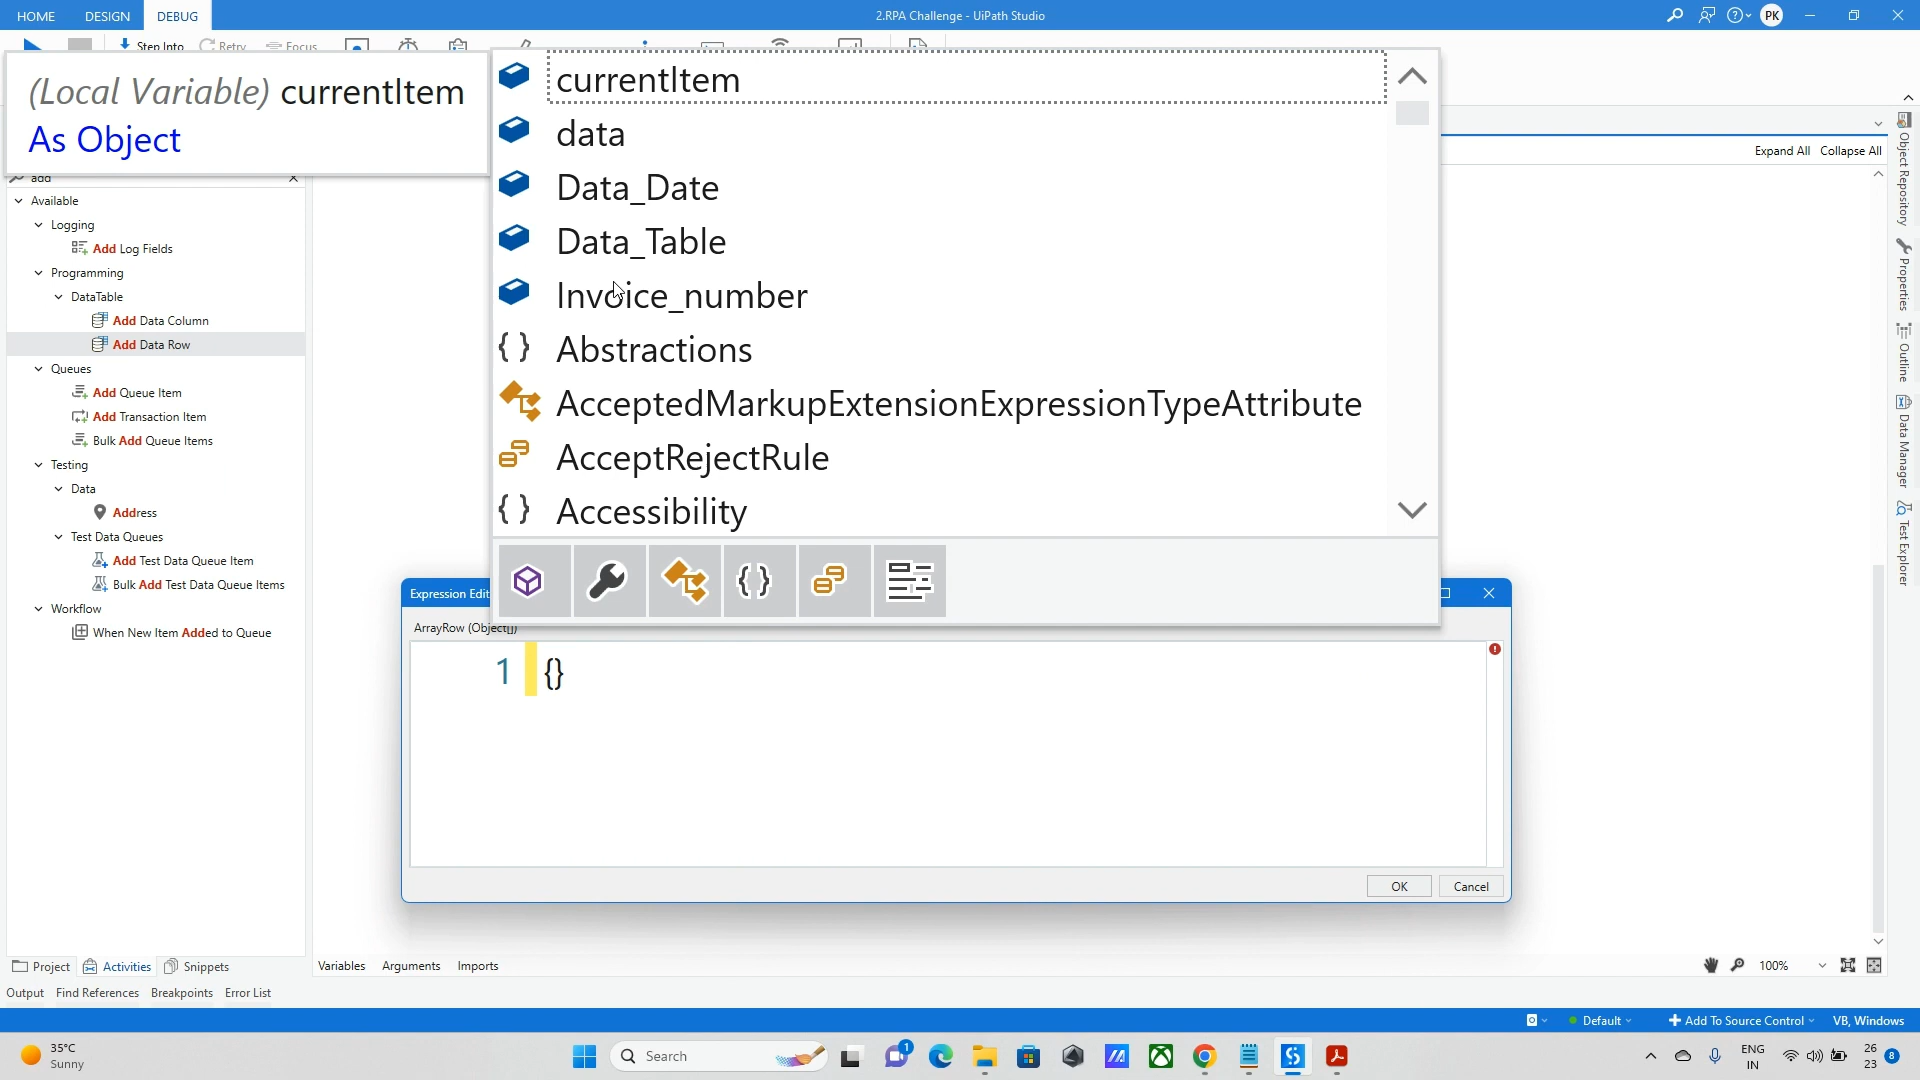 HOME DESIGN DEBUG 2.RPA Challenge - UiPath Studio PK
Step Into Retry Focus
(Local Variable) currentItem
As Object
currentItem
data
Data_Date
Data_Table
Invoice_number
Abstractions
AcceptedMarkupExtensionExpressionTypeAttribute
AcceptRejectRule
Accessibility
Expand All Collapse All
add
Available
Logging
Add Log Fields
Programming
DataTable
Add Data Column
Add Data Row
Queues
Add Queue Item
Add Transaction Item
Bulk Add Queue Items
Testing
Data
Address
Test Data Queues
Add Test Data Queue Item
Bulk Add Test Data Queue Items
Workflow
When New Item Added to Queue
Expression Edit
ArrayRow (Object[])
1 {}
OK Cancel
Object Repository
Properties
Outline
Data Manager
Test Explorer
Project Activities Snippets
Variables Arguments Imports
100%
Output Find References Breakpoints Error List
Default Add To Source Control VB, Windows
35°C
Sunny
Search
1
ENG
IN
26
23
8